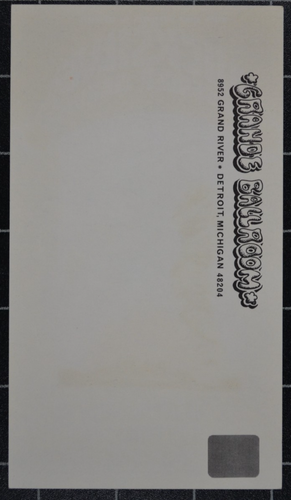 GRANDE BALLROOM
8952 GRAND RIVER • DETROIT, MICHIGAN 48204